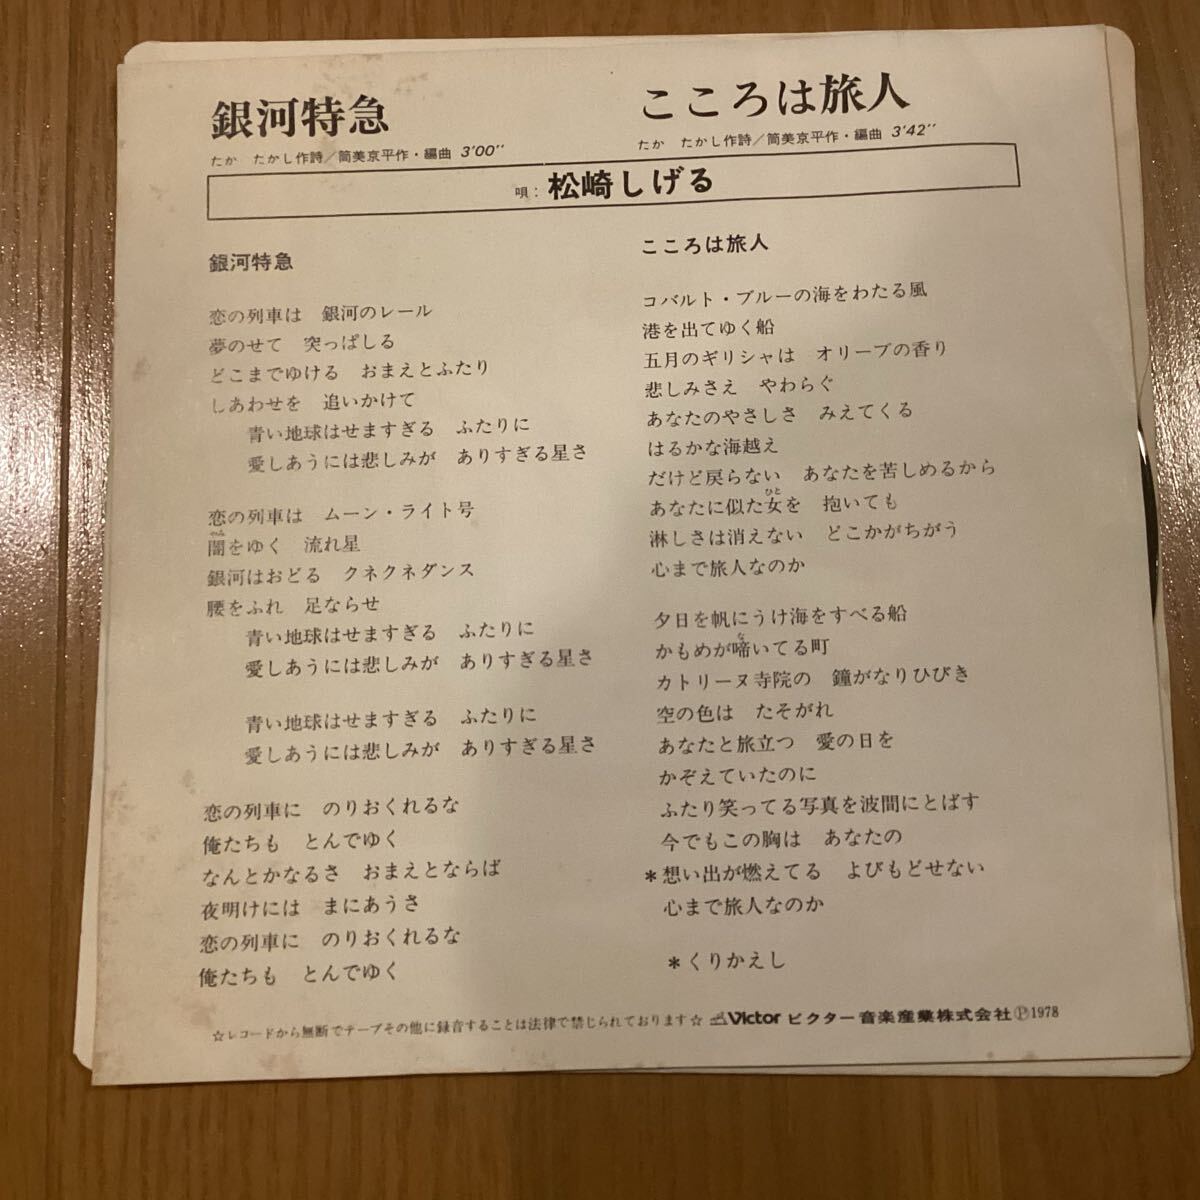 銀河特急
たか　たかし作詩／筒美京平作・編曲 3'00''
こころは旅人
たか　たかし作詩／筒美京平作・編曲 3'42''
唄：松崎しげる
銀河特急
恋の列車は　銀河のレール
夢のせて　突っぱしる
どこまでゆける　おまえとふたり
しあわせを　追いかけて
青い地球はせますぎる　ふたりに
愛しあうには悲しみが　ありすぎる星さ
恋の列車は　ムーン・ライト号
闇をゆく　流れ星
銀河はおどる　クネクネダンス
腰をふれ　足ならせ
青い地球はせますぎる　ふたりに
愛しあうには悲しみが　ありすぎる星さ
青い地球はせますぎる　ふたりに
愛しあうには悲しみが　ありすぎる星さ
恋の列車に　のりおくれるな
俺たちも　とんでゆく
なんとかなるさ　おまえとならば
夜明けには　まにあうさ
恋の列車に　のりおくれるな
俺たちも　とんでゆく
こころは旅人
コバルト・ブルーの海をわたる風
港を出てゆく船
五月のギリシャは　オリーブの香り
悲しみさえ　やわらぐ
あなたのやさしさ　みえてくる
はるかな海越え
だけど戻らない　あなたを苦しめるから
ひと
あなたに似た女を　抱いても
淋しさは消えない　どこかがちがう
心まで旅人なのか
夕日を帆にうけ海をすべる船
な
かもめが啼いてる町
カトリーヌ寺院の　鐘がなりひびき
空の色は　たそがれ
あなたと旅立つ　愛の日を
かぞえていたのに
ふたり笑ってる写真を波間にとばす
今でもこの胸は　あなたの
＊想い出が燃えてる　よびもどせない
心まで旅人なのか
＊くりかえし
☆レコードから無断でテープその他に録音することは法律で禁じられております☆ Victor ビクター音楽産業株式会社Ⓟ1978